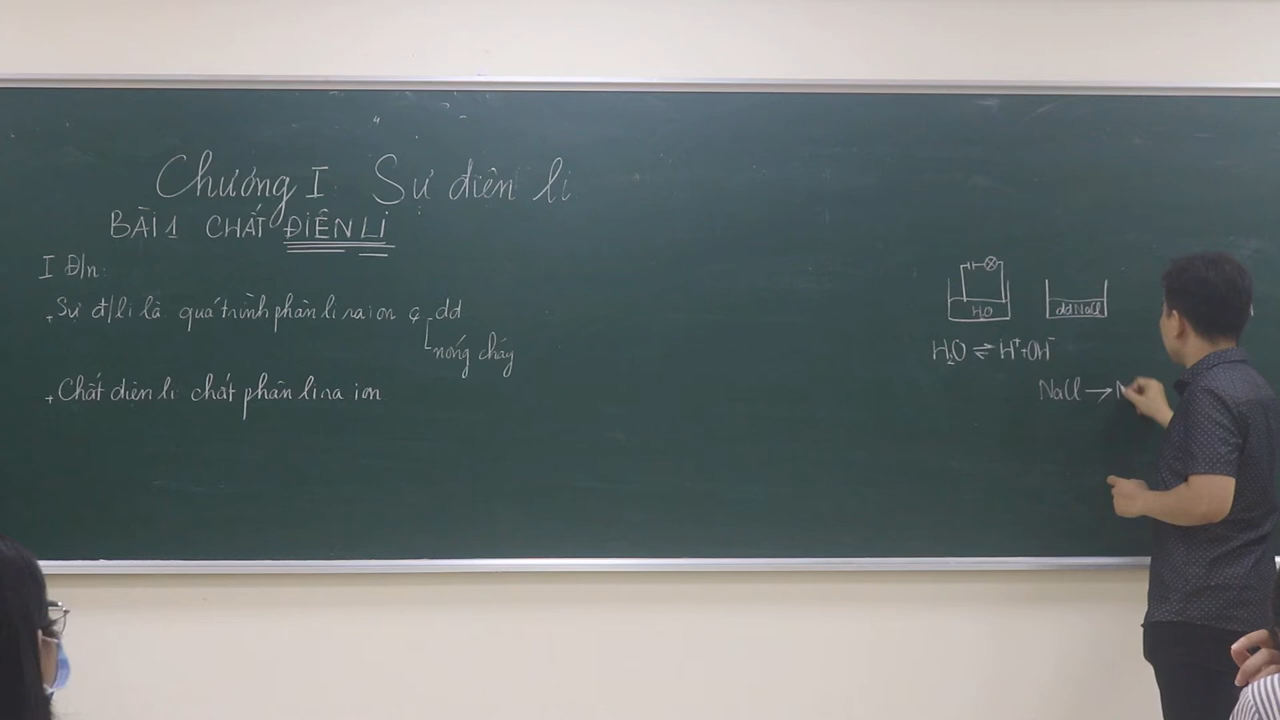 Chương I: Sự điện li
BÀI 1 CHẤT ĐIỆN LI
I Đ/n:
+ Sự đ/li là quá trình phân li ra ion dd
nóng chảy
+ Chất điện li: chất phân li ra ion
H₂O
dd NaCl
H₂O ⇌ H⁺ + OH⁻
NaCl → N